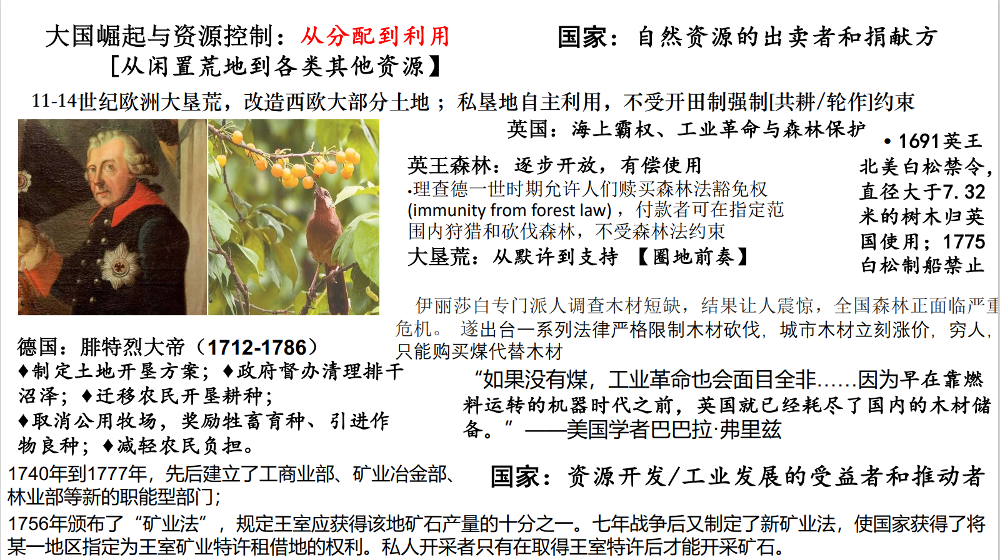 大国崛起与资源控制：从分配到利用
[从闲置荒地到各类其他资源】
国家：自然资源的出卖者和捐献方
11-14世纪欧洲大垦荒，改造西欧大部分土地 ；私垦地自主利用，不受开田制强制[共耕/轮作]约束
英国：海上霸权、工业革命与森林保护
英王森林：逐步开放，有偿使用
•理查德一世时期允许人们赎买森林法豁免权
(immunity from forest law) ，付款者可在指定范
围内狩猎和砍伐森林，不受森林法约束
大垦荒：从默许到支持 【圈地前奏】
• 1691英王
北美白松禁令，
直径大于7.32
米的树木归英
国使用；1775
白松制船禁止
伊丽莎白专门派人调查木材短缺，结果让人震惊，全国森林正面临严重
危机。 遂出台一系列法律严格限制木材砍伐，城市木材立刻涨价，穷人，
只能购买煤代替木材
“如果没有煤，工业革命也会面目全非……因为早在靠燃
料运转的机器时代之前，英国就已经耗尽了国内的木材储
备。”——美国学者巴巴拉·弗里兹
德国：腓特烈大帝（1712-1786）
♦制定土地开垦方案；♦政府督办清理排干
沼泽；♦迁移农民开垦耕种；
♦取消公用牧场，奖励牲畜育种、引进作
物良种；♦减轻农民负担。
1740年到1777年，先后建立了工商业部、矿业冶金部、
林业部等新的职能型部门；
国家：资源开发/工业发展的受益者和推动者
1756年颁布了“矿业法”，规定王室应获得该地矿石产量的十分之一。七年战争后又制定了新矿业法，使国家获得了将
某一地区指定为王室矿业特许租借地的权利。私人开采者只有在取得王室特许后才能开采矿石。